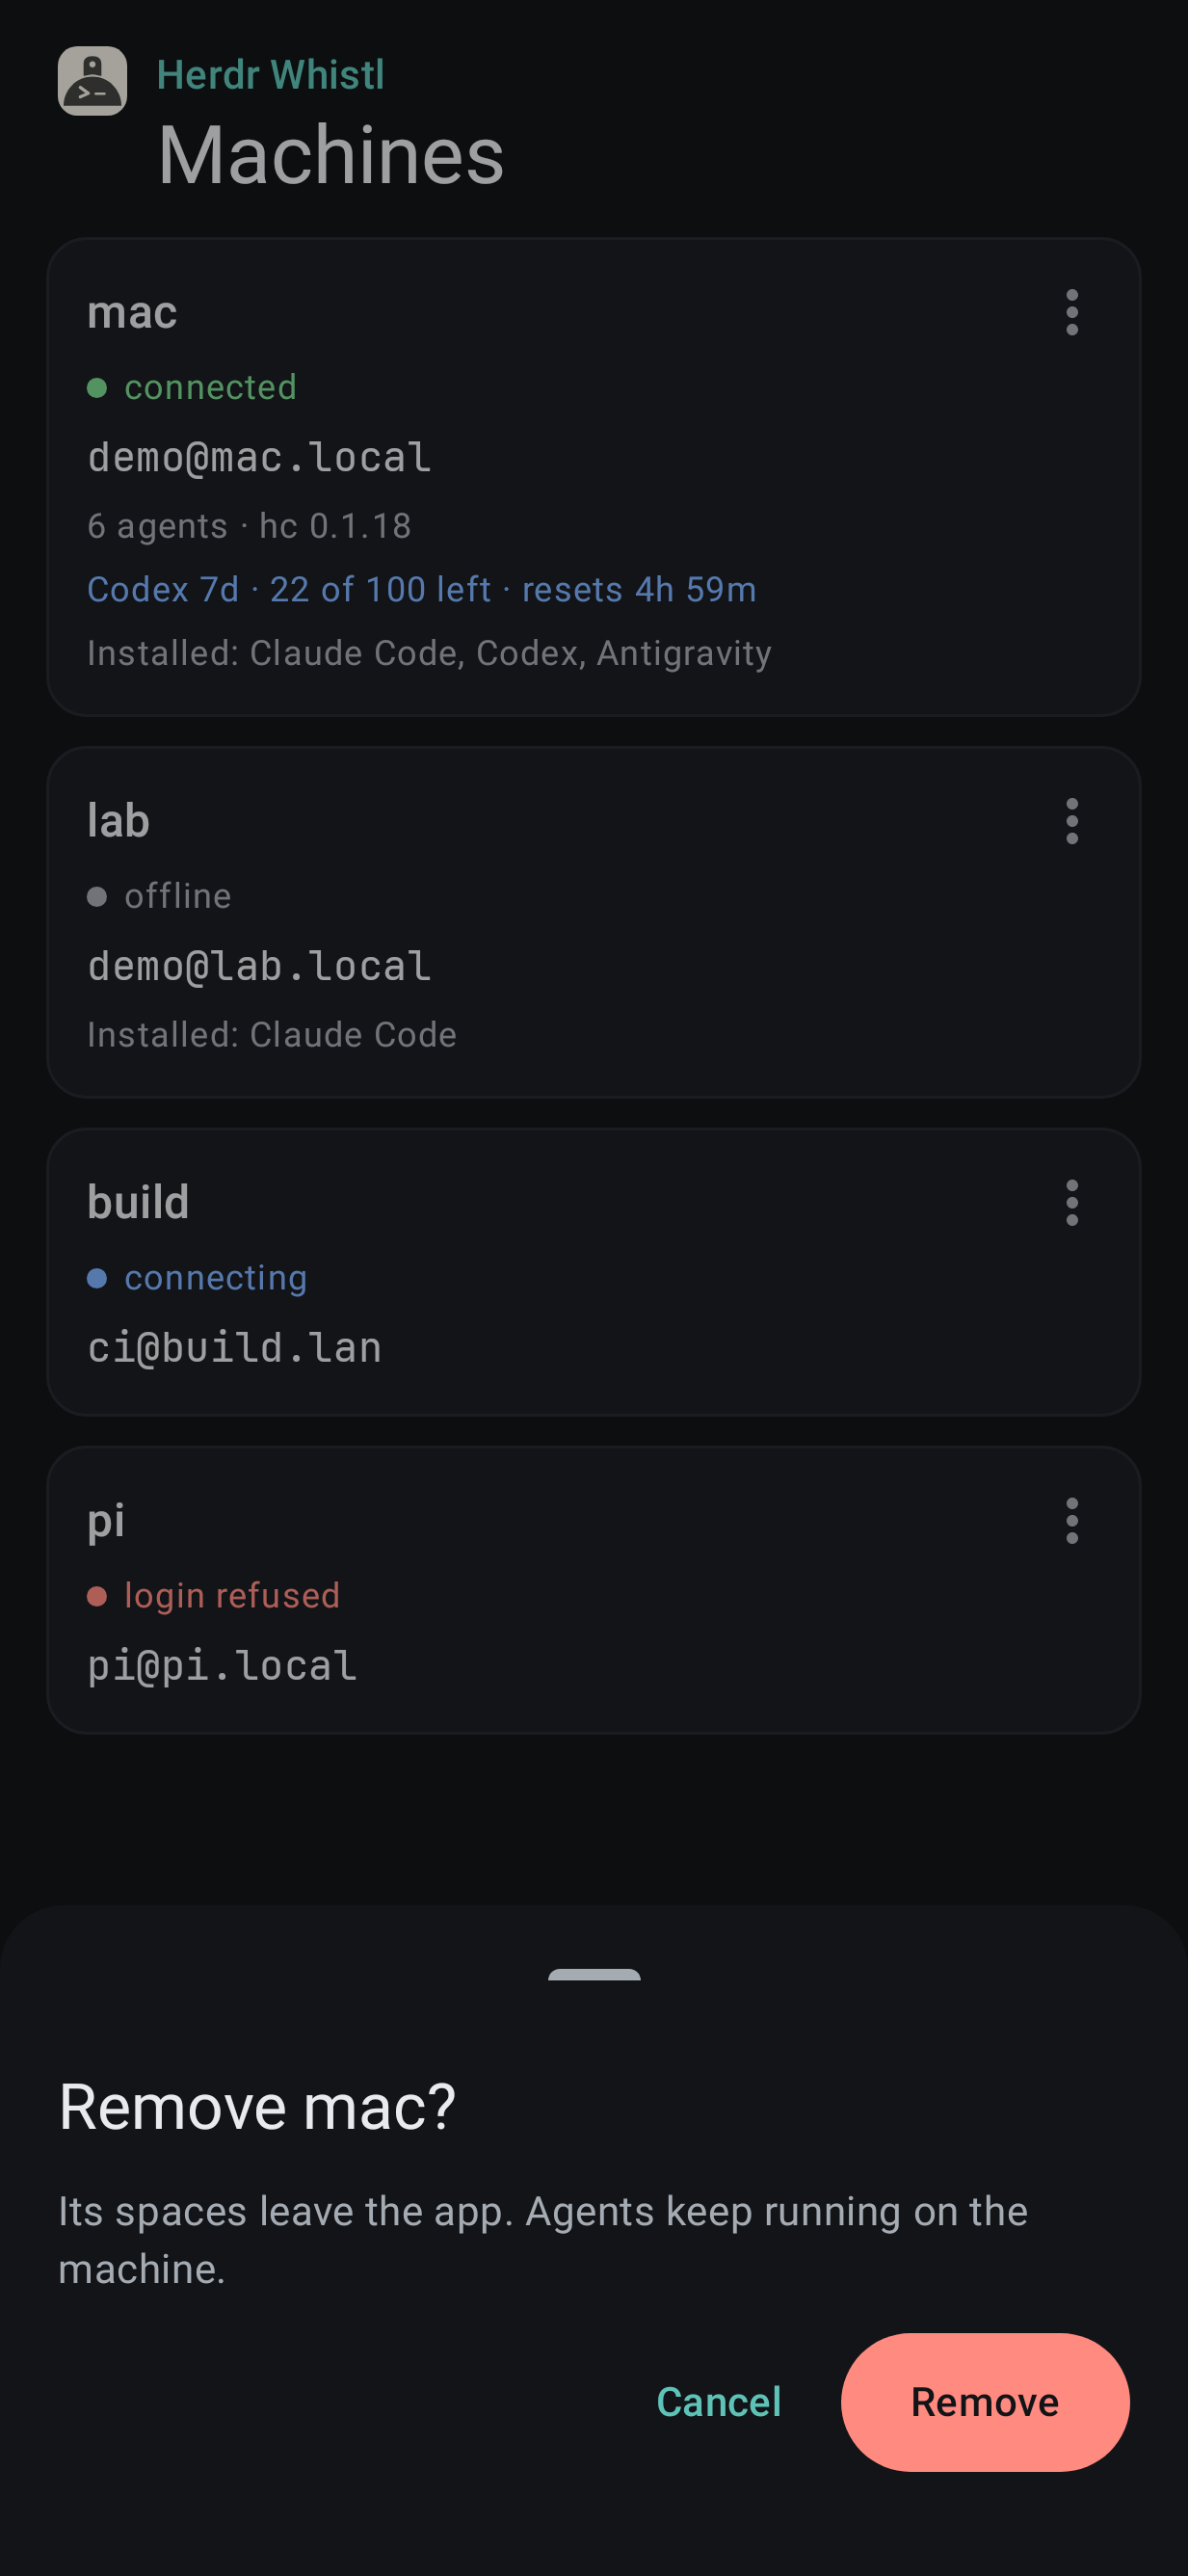 >_
Herdr Whistl
Machines
mac
connected
demo@mac.local
6 agents · hc 0.1.18
Codex 7d · 22 of 100 left · resets 4h 59m
Installed: Claude Code, Codex, Antigravity
lab
offline
demo@lab.local
Installed: Claude Code
build
connecting
ci@build.lan
pi
login refused
pi@pi.local
Remove mac?
Its spaces leave the app. Agents keep running on the
machine.
Cancel
Remove